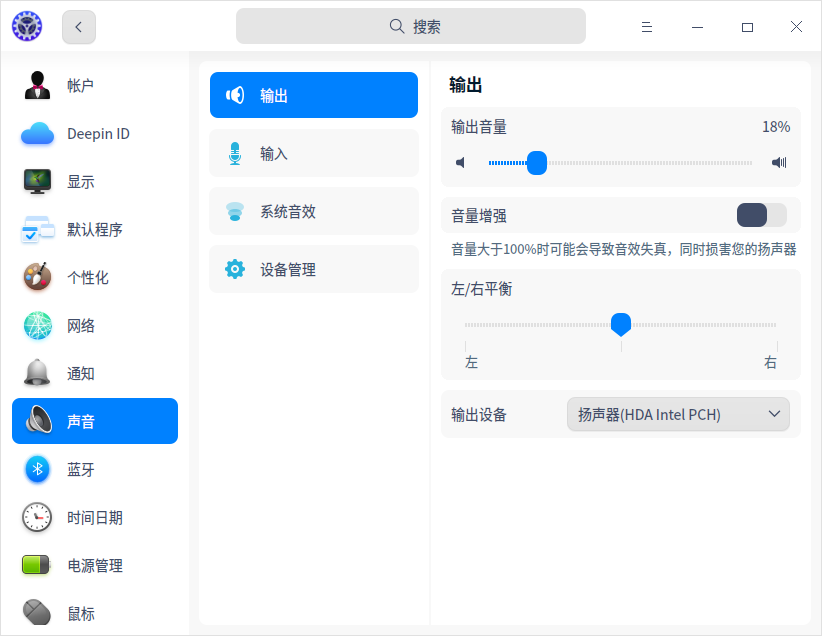 搜索
帐户
Deepin ID
显示
默认程序
个性化
网络
通知
声音
蓝牙
时间日期
电源管理
鼠标
输出
输入
系统音效
设备管理
输出
输出音量
18%
音量增强
音量大于100%时可能会导致音效失真，同时损害您的扬声器
左/右平衡
左
右
输出设备
扬声器(HDA Intel PCH)